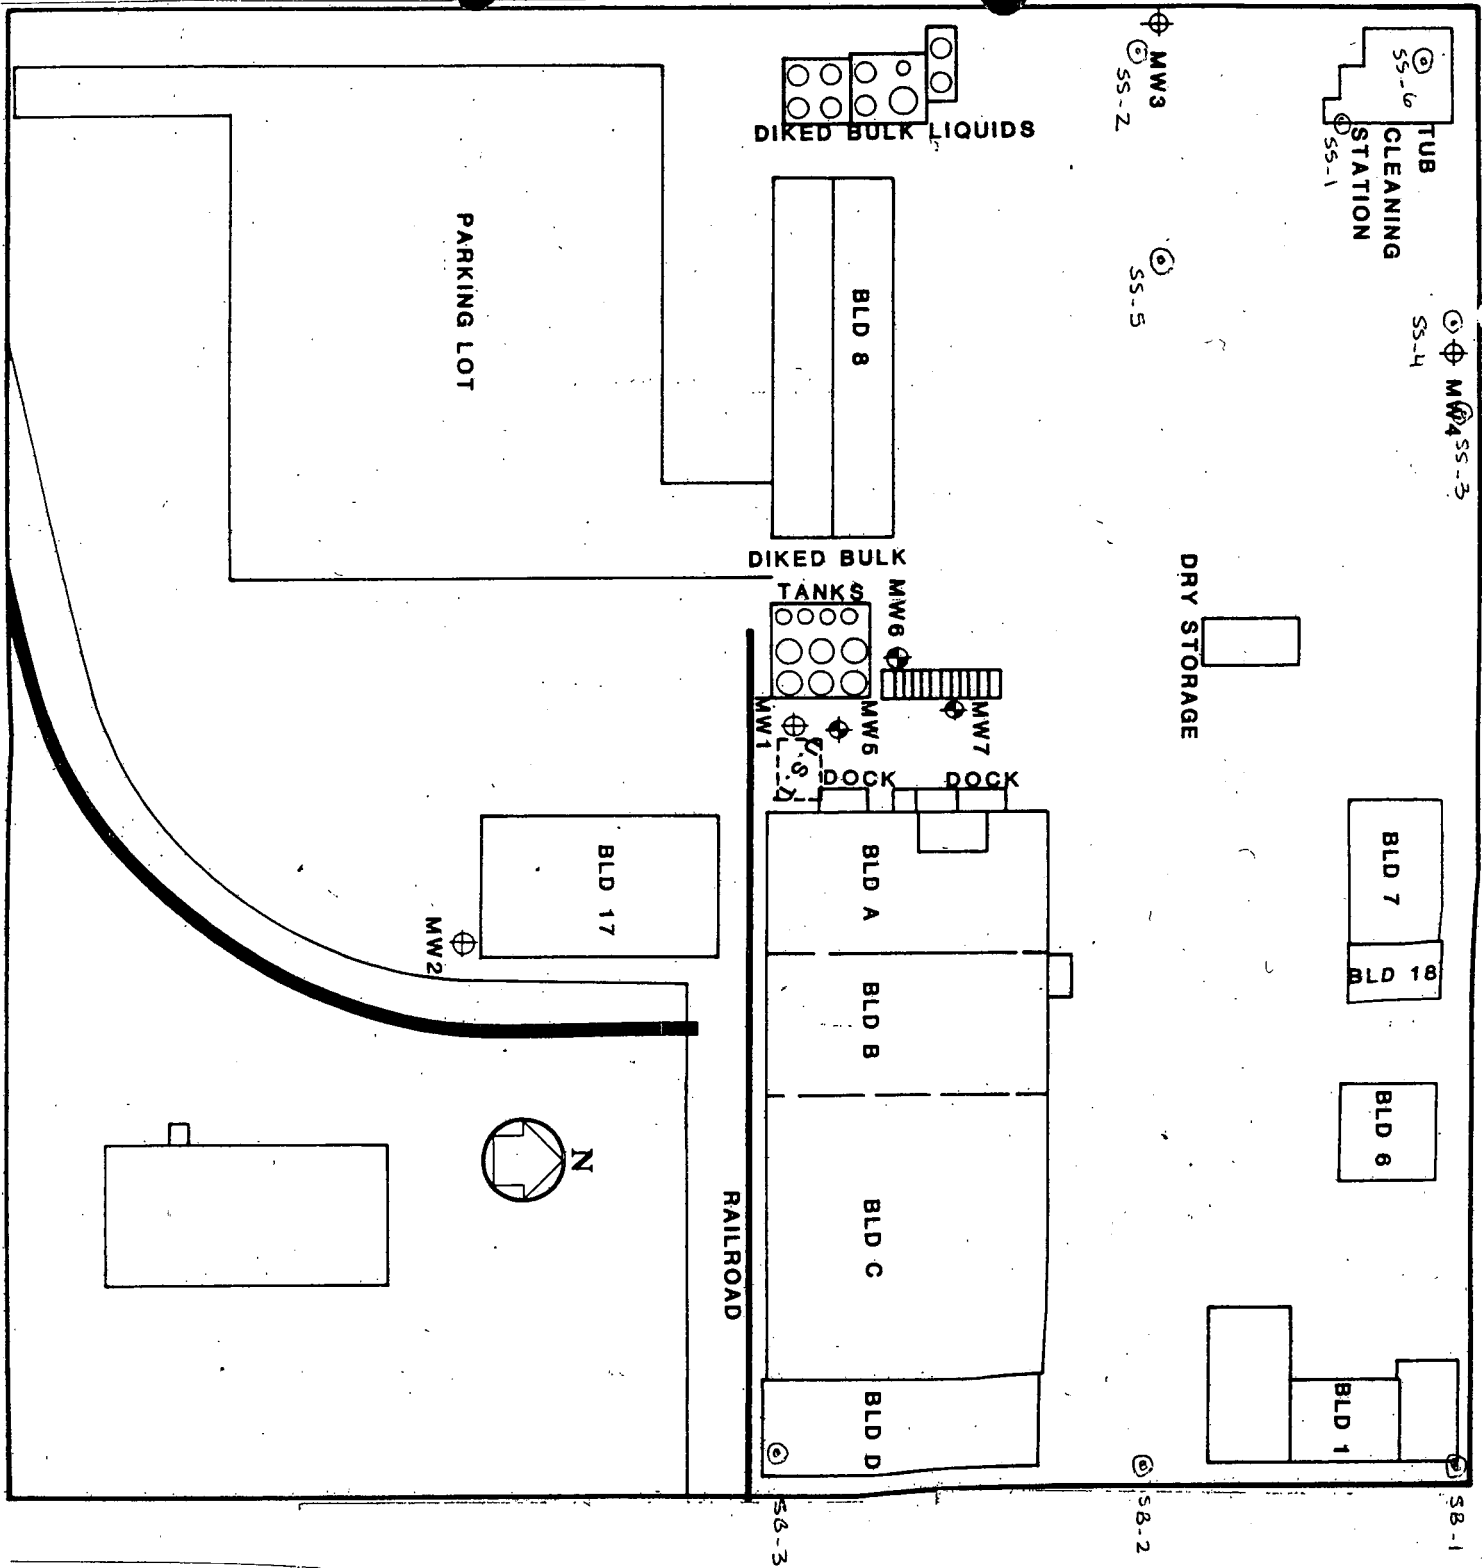 MW3
SS-2
SS-6
TUB
CLEANING
STATION
SS-1
DIKED BULK LIQUIDS
PARKING LOT
BLD 8
SS-5
SS-4
MW4
SS-3
DIKED BULK
TANKS
MW6
DRY STORAGE
MW1
MW5
MW7
DOCK
DOCK
BLD 17
MW2
BLD A
BLD 7
BLD 18
BLD B
BLD 6
N
RAILROAD
BLD C
BLD D
BLD 1
SB-3
SB-2
SB-1